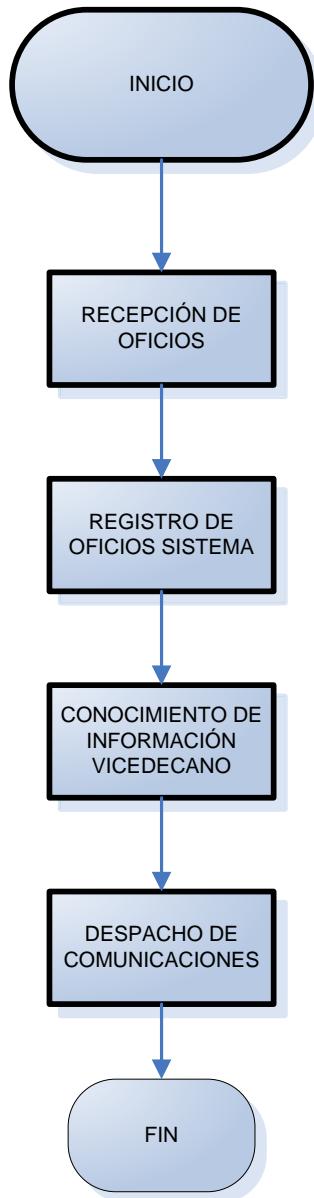 INICIO
RECEPCIÓN DE
OFICIOS
REGISTRO DE
OFICIOS SISTEMA
CONOCIMIENTO DE
INFORMACIÓN
VICEDECANO
DESPACHO DE
COMUNICACIONES
FIN